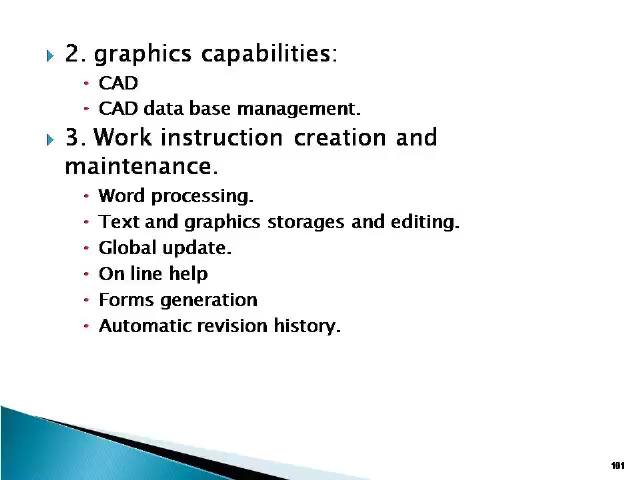 2. graphics capabilities:
CAD
CAD data base management.
3. Work instruction creation and
maintenance.
Word processing.
Text and graphics storages and editing.
Global update.
On line help
Forms generation
Automatic revision history.
101